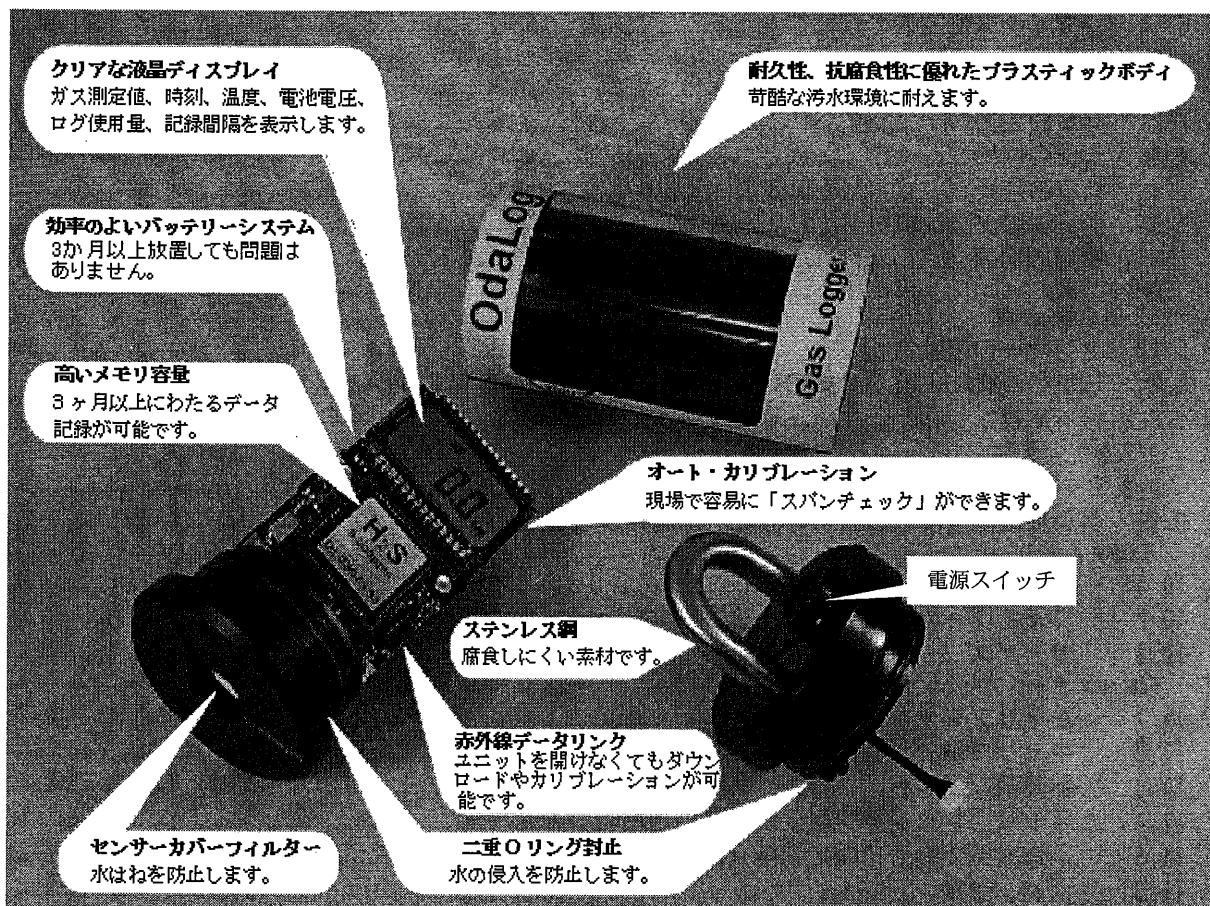 クリアな液晶ディスプレイ
ガス測定値、時刻、温度、電池電圧、
ログ使用量、記録間隔を表示します。
耐久性、抗腐食性に優れたプラスティックボディ
苛酷な汚水環境に耐えます。
効率のよいバッテリーシステム
3か月以上放置しても問題は
ありません。
OdaLog
Gas Logger
高いメモリ容量
3ヶ月以上にわたるデータ
記録が可能です。
0.0
オート・カリブレーション
現場で容易に「スパンチェック」ができます。
H₂S
電源スイッチ
ステンレス鋼
腐食しにくい素材です。
赤外線データリンク
ユニットを開けなくてもダウン
ロードやカリブレーションが可
能です。
センサーカバーフィルター
水はねを防止します。
二重Oリング封止
水の侵入を防止します。